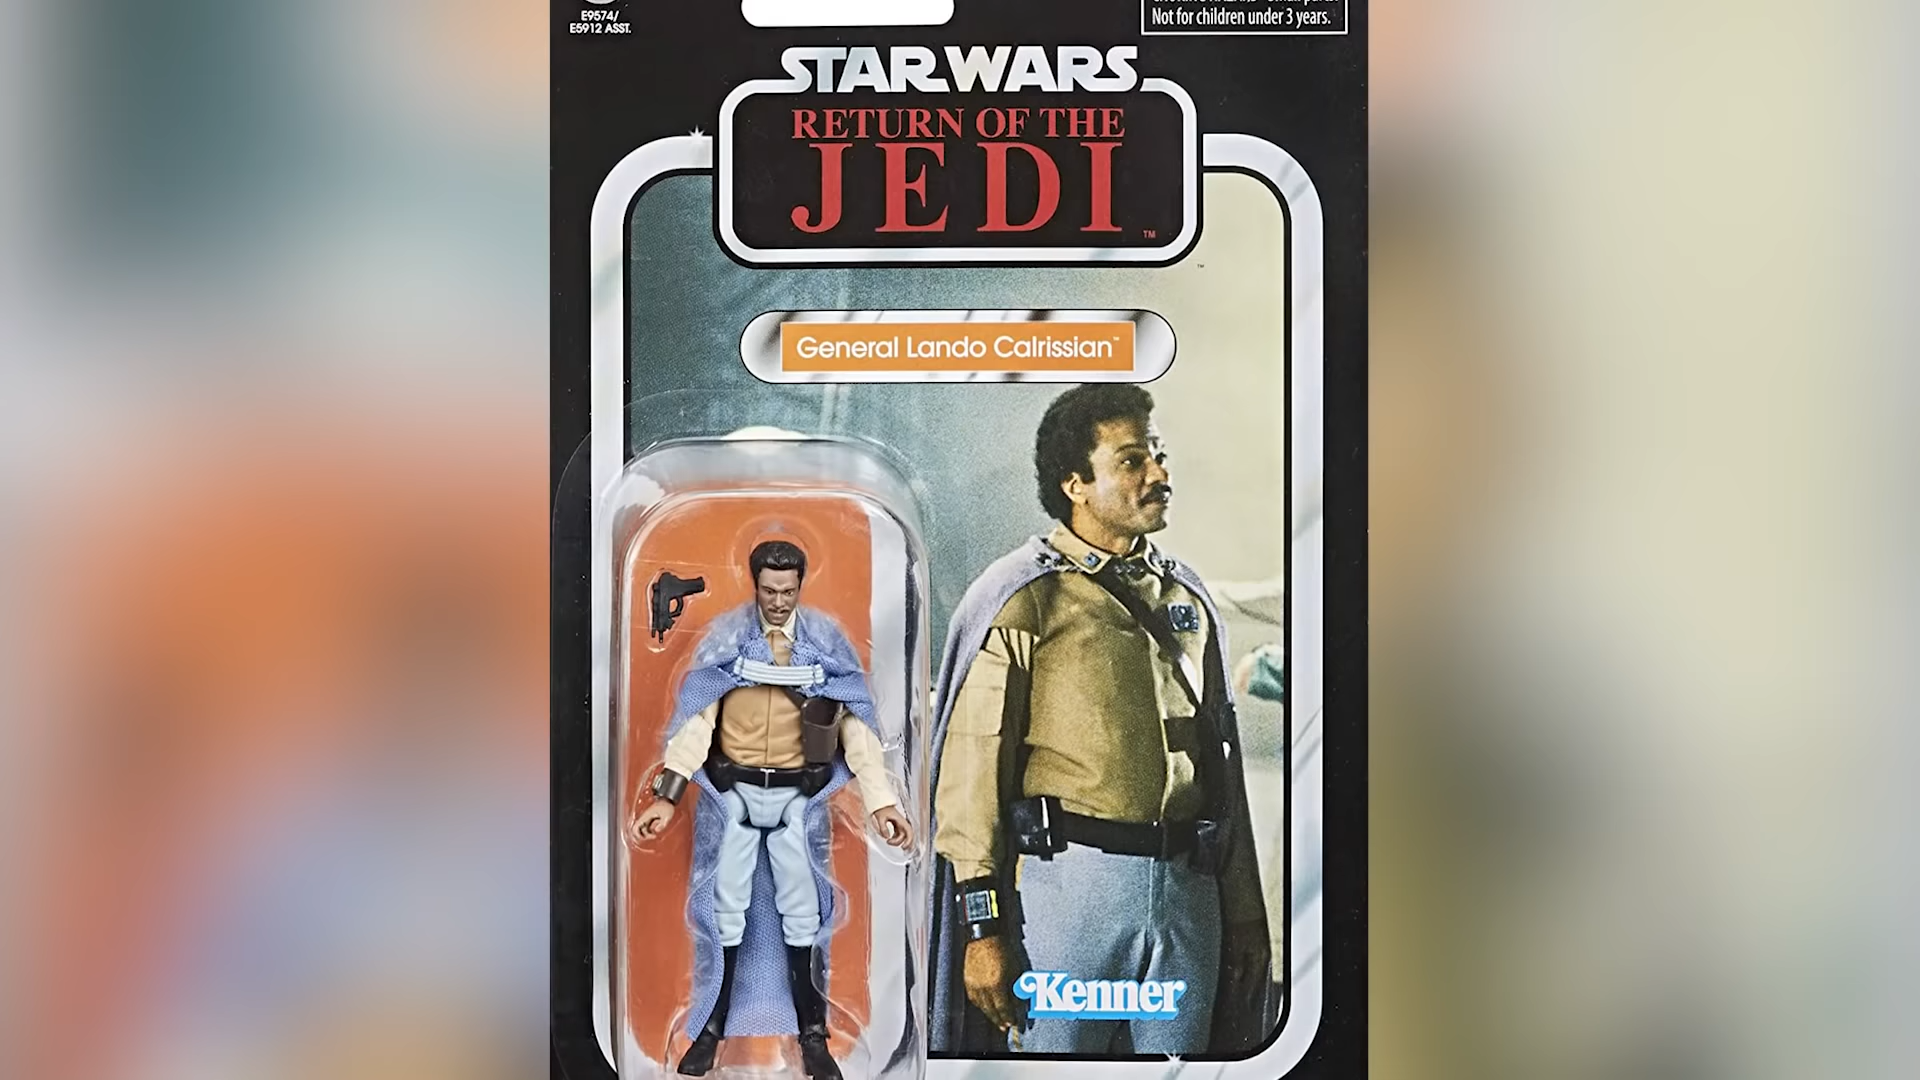 E9574/
E5912 ASST.
Not for children under 3 years.
STAR WARS
RETURN OF THE
JEDI™
™
General Lando Calrissian™
Kenner